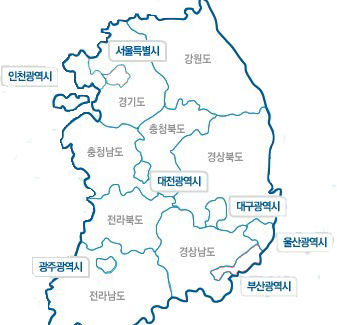 서울특별시
강원도
인천광역시
경기도
충청북도
충청남도
경상북도
대전광역시
대구광역시
전라북도
울산광역시
경상남도
광주광역시
부산광역시
전라남도